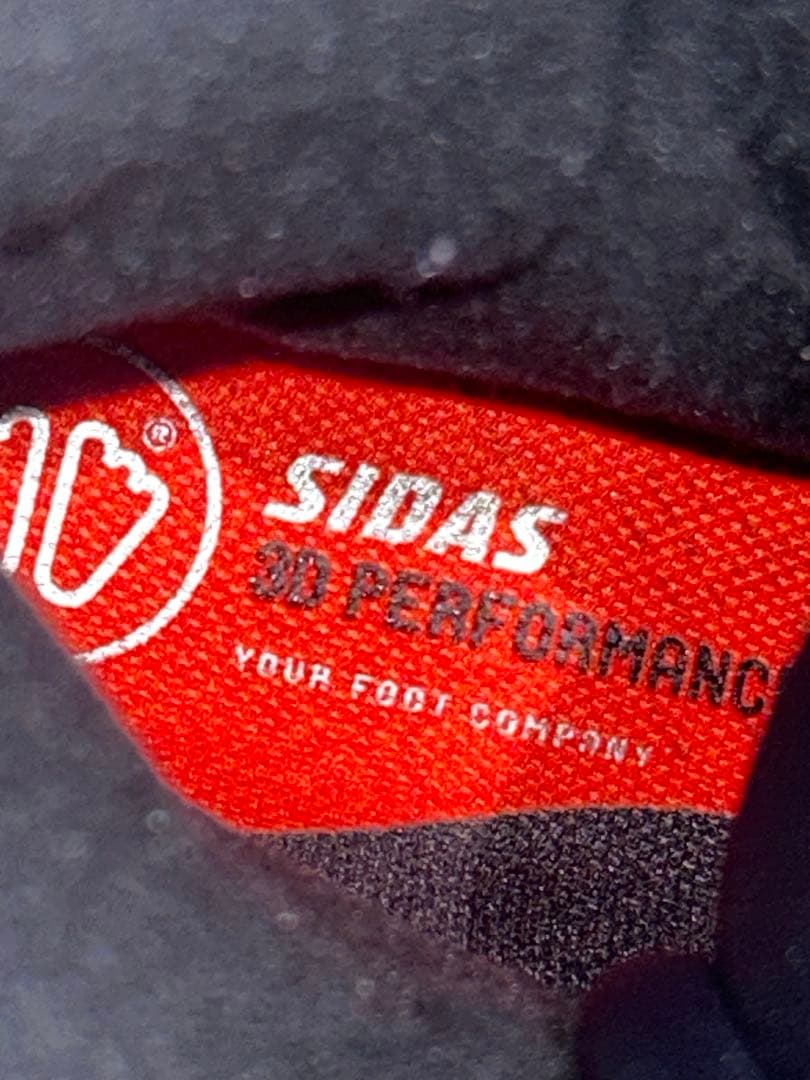 ®
SIDAS
3D PERFORMANC
YOUR FOOT COMPANY